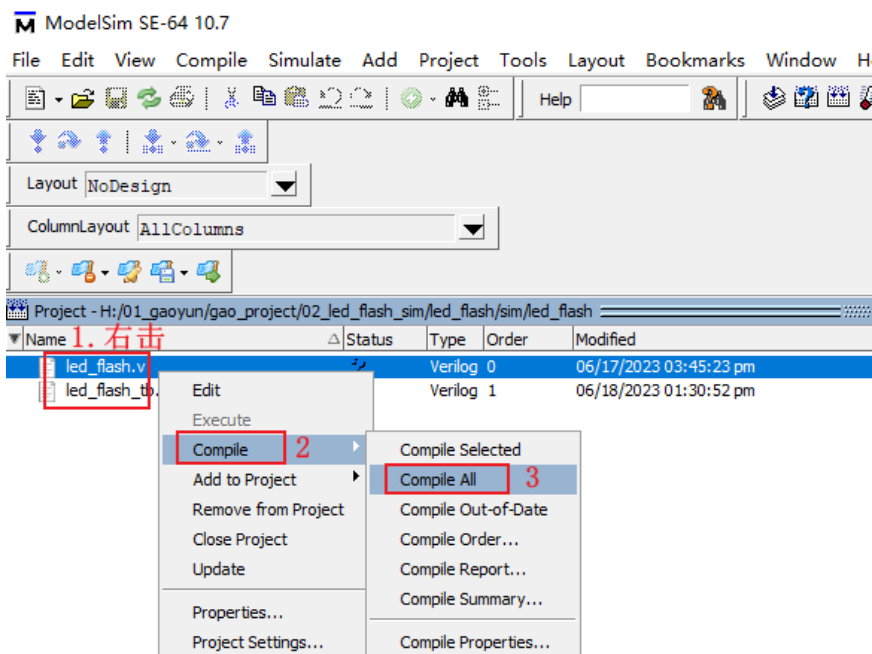 ModelSim SE-64 10.7
File Edit View Compile Simulate Add Project Tools Layout Bookmarks Window
Help
Layout NoDesign
ColumnLayout AllColumns
Project - H:/01_gaoyun/gao_project/02_led_flash_sim/led_flash/sim/led_flash
Name 1. 右击 Status Type Order Modified
led_flash.v Verilog 0 06/17/2023 03:45:23 pm
led_flash_tb. Verilog 1 06/18/2023 01:30:52 pm
Edit
Execute
Compile 2 Compile Selected
Add to Project Compile All 3
Remove from Project Compile Out-of-Date
Close Project Compile Order...
Update Compile Report...
Compile Summary...
Properties...
Project Settings... Compile Properties...